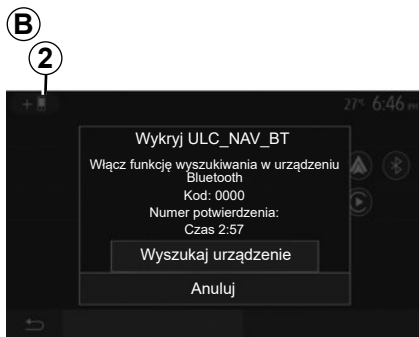 B
2
+
27° 6:46 PM
Wykryj ULC_NAV_BT
Włącz funkcję wyszukiwania w urządzeniu
Bluetooth
Kod: 0000
Numer potwierdzenia:
Czas 2:57
Wyszukaj urządzenie
Anuluj